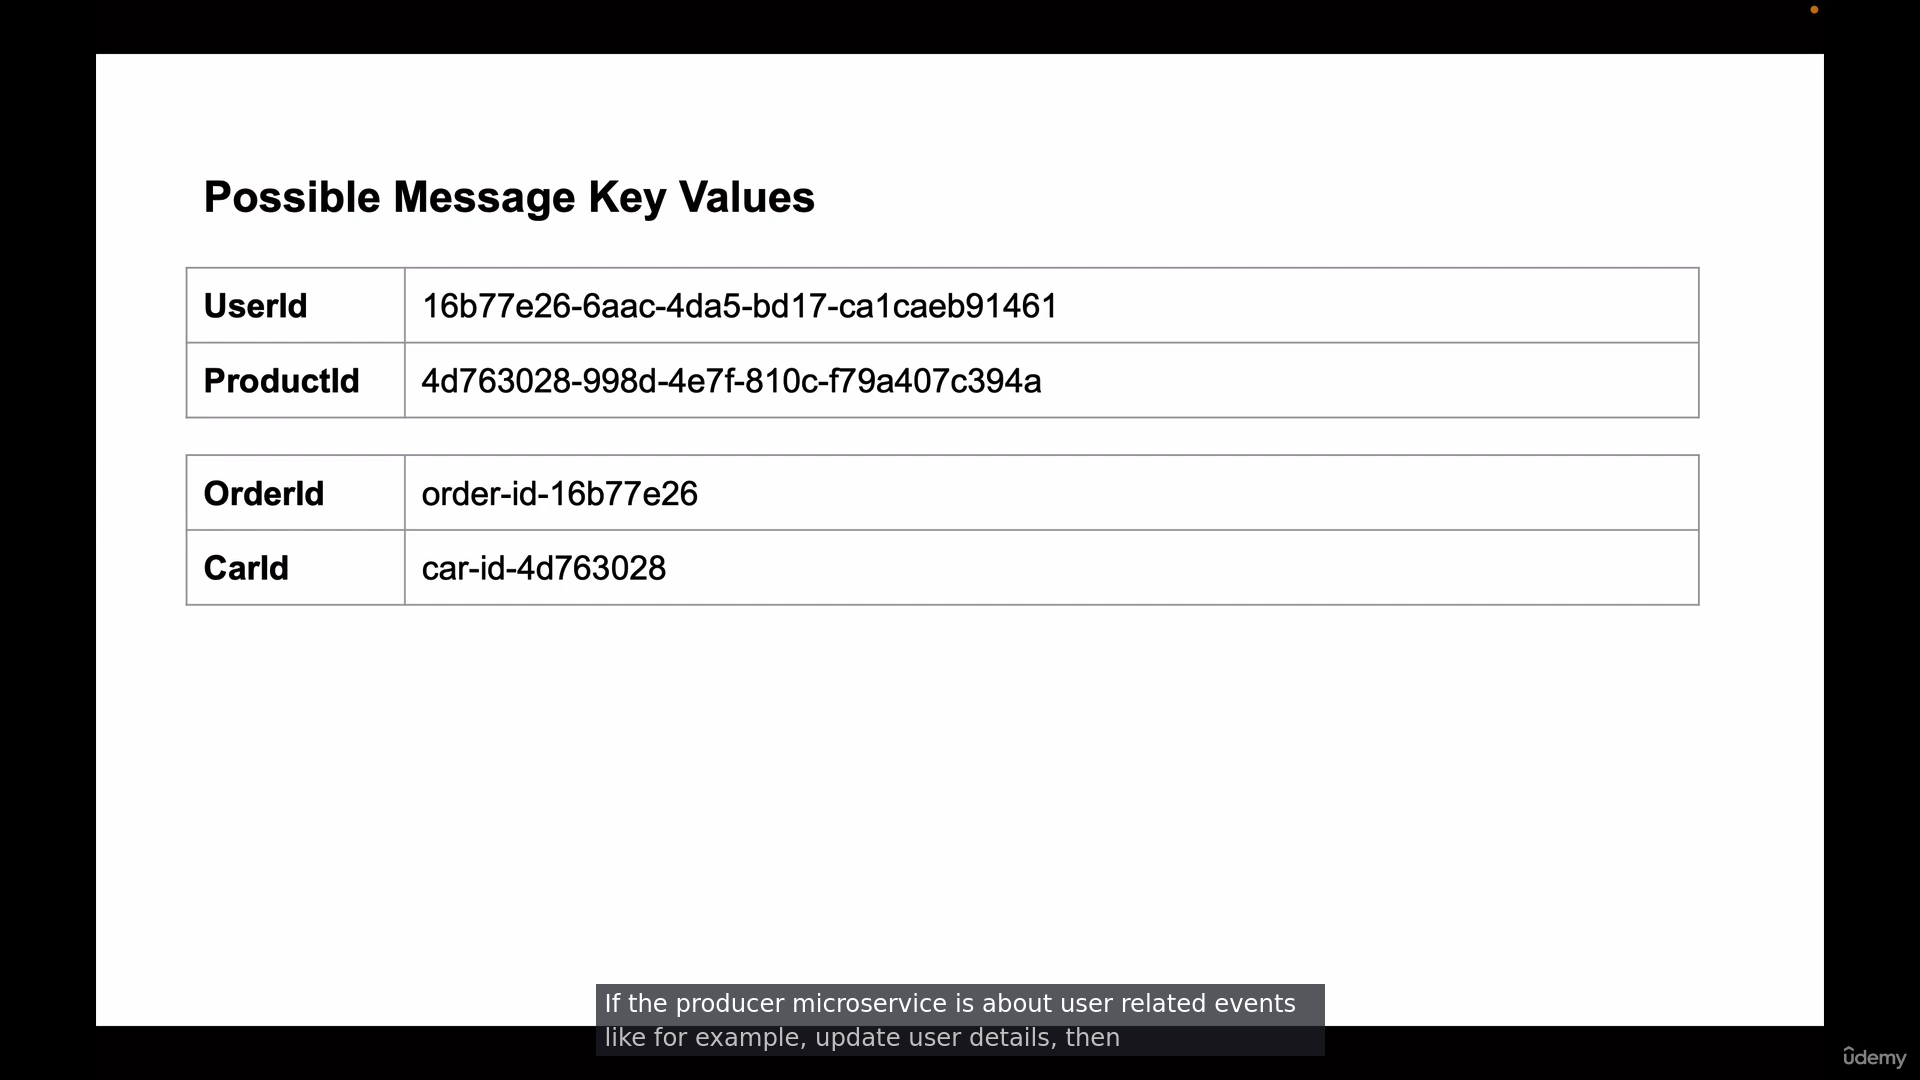 Possible Message Key Values
UserId 16b77e26-6aac-4da5-bd17-ca1caeb91461
ProductId 4d763028-998d-4e7f-810c-f79a407c394a
OrderId order-id-16b77e26
CarId car-id-4d763028
If the producer microservice is about user related events
like for example, update user details, then
ûdemy